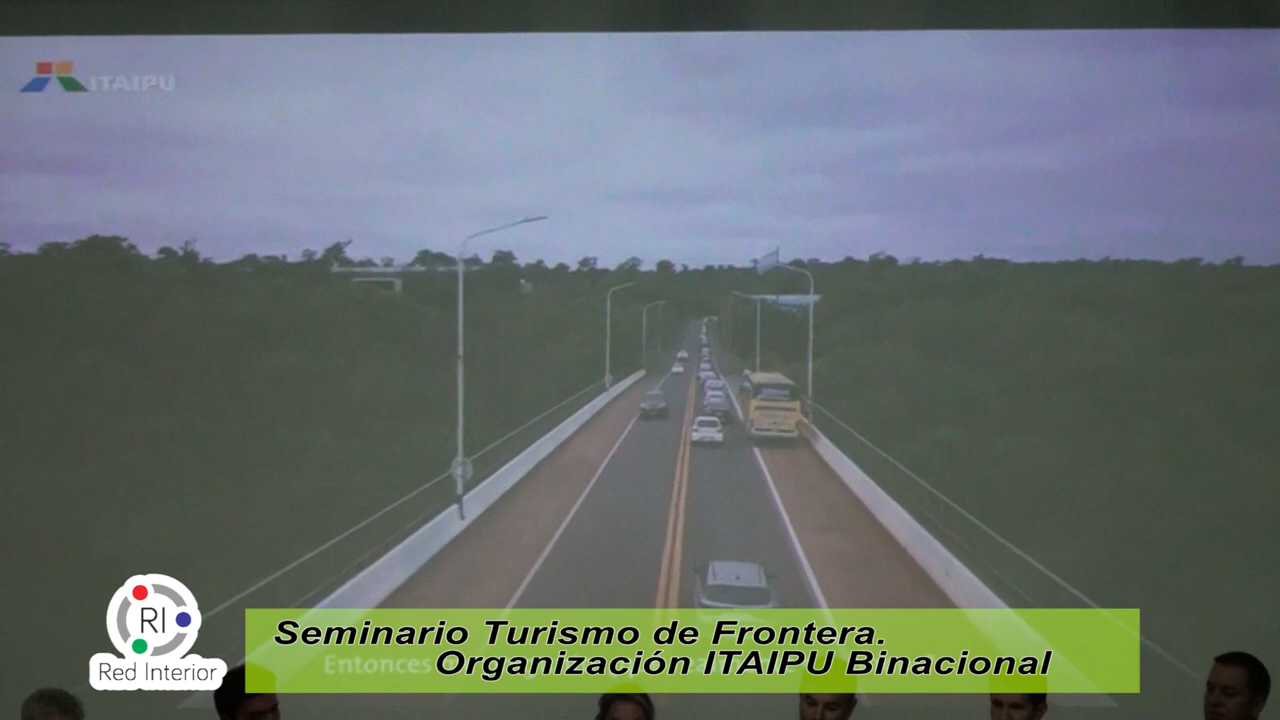 ITAIPU
RI
Red Interior
Seminario Turismo de Frontera.
Organización ITAIPU Binacional
Entonces